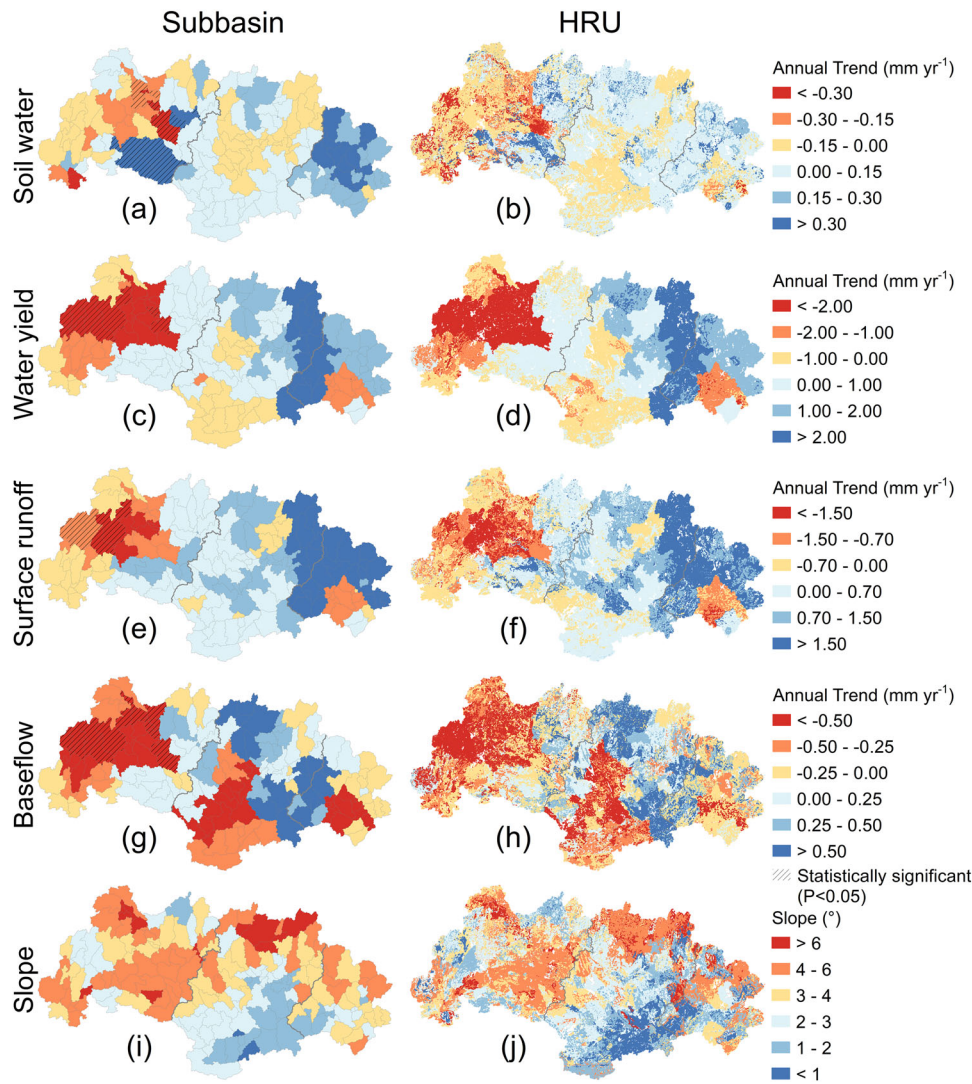 Subbasin
HRU
Soil water
(a)
(b)
Annual Trend (mm yr⁻¹)
< -0.30
-0.30 - -0.15
-0.15 - 0.00
0.00 - 0.15
0.15 - 0.30
> 0.30
Water yield
(c)
(d)
Annual Trend (mm yr⁻¹)
< -2.00
-2.00 - -1.00
-1.00 - 0.00
0.00 - 1.00
1.00 - 2.00
> 2.00
Surface runoff
(e)
(f)
Annual Trend (mm yr⁻¹)
< -1.50
-1.50 - -0.70
-0.70 - 0.00
0.00 - 0.70
0.70 - 1.50
> 1.50
Baseflow
(g)
(h)
Annual Trend (mm yr⁻¹)
< -0.50
-0.50 - -0.25
-0.25 - 0.00
0.00 - 0.25
0.25 - 0.50
> 0.50
Statistically significant
(P<0.05)
Slope
(i)
(j)
Slope (°)
> 6
4 - 6
3 - 4
2 - 3
1 - 2
< 1